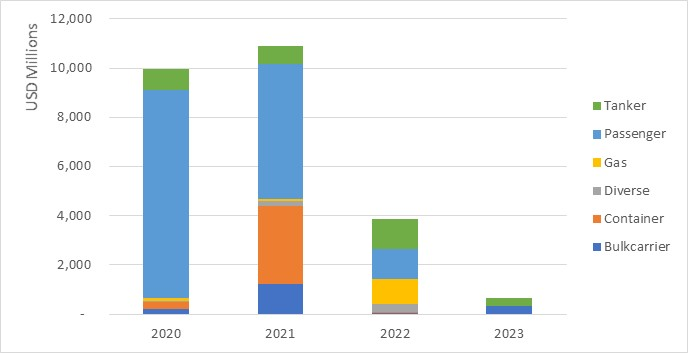 USD Millions
12,000
10,000
8,000
6,000
4,000
2,000
-
2020
2021
2022
2023
Tanker
Passenger
Gas
Diverse
Container
Bulkcarrier